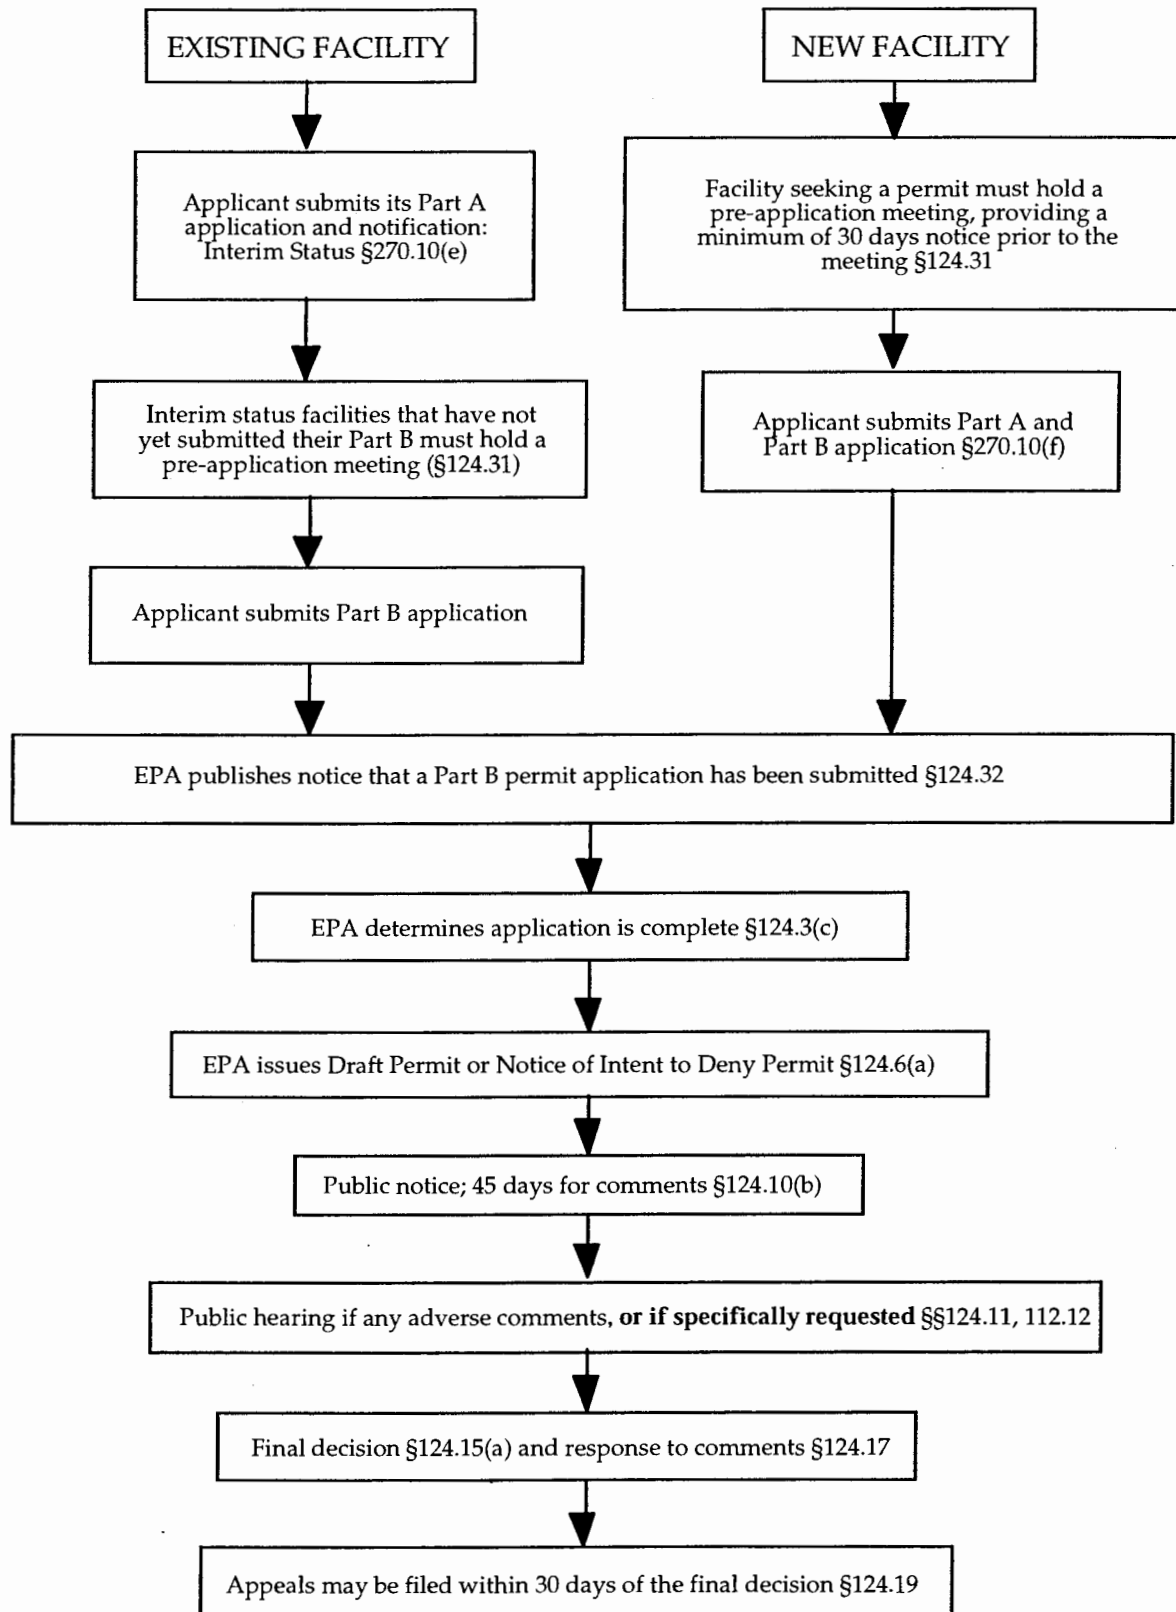 EXISTING FACILITY
NEW FACILITY
Applicant submits its Part A
application and notification:
Interim Status §270.10(e)
Facility seeking a permit must hold a
pre-application meeting, providing a
minimum of 30 days notice prior to the
meeting §124.31
Interim status facilities that have not
yet submitted their Part B must hold a
pre-application meeting (§124.31)
Applicant submits Part A and
Part B application §270.10(f)
Applicant submits Part B application
EPA publishes notice that a Part B permit application has been submitted §124.32
EPA determines application is complete §124.3(c)
EPA issues Draft Permit or Notice of Intent to Deny Permit §124.6(a)
Public notice; 45 days for comments §124.10(b)
Public hearing if any adverse comments, or if specifically requested §§124.11, 112.12
Final decision §124.15(a) and response to comments §124.17
Appeals may be filed within 30 days of the final decision §124.19